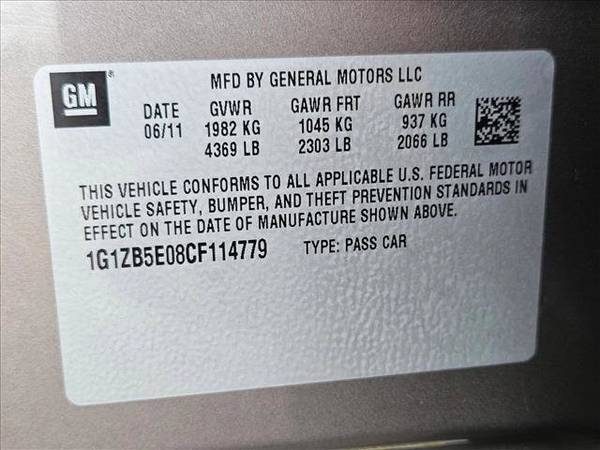 GM ®
MFD BY GENERAL MOTORS LLC
DATE GVWR GAWR FRT GAWR RR
06/11 1982 KG 1045 KG 937 KG
4369 LB 2303 LB 2066 LB
THIS VEHICLE CONFORMS TO ALL APPLICABLE U.S. FEDERAL MOTOR
VEHICLE SAFETY, BUMPER, AND THEFT PREVENTION STANDARDS IN
EFFECT ON THE DATE OF MANUFACTURE SHOWN ABOVE.
1G1ZB5E08CF114779 TYPE: PASS CAR